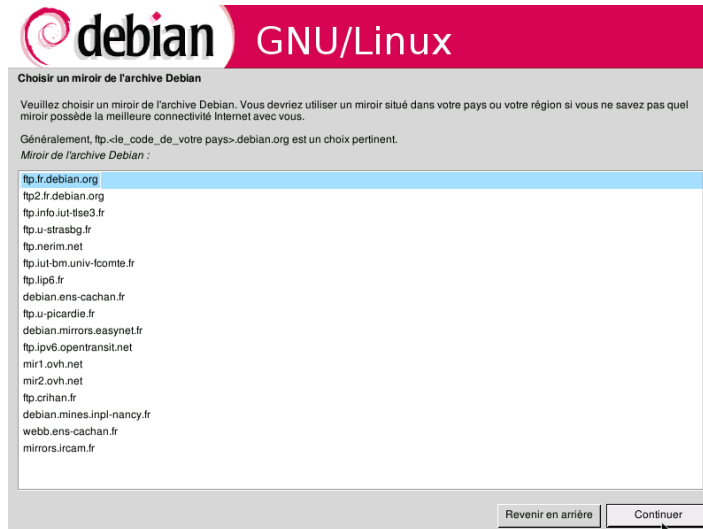 debian GNU/Linux
Choisir un miroir de l'archive Debian
Veuillez choisir un miroir de l'archive Debian. Vous devriez utiliser un miroir situé dans votre pays ou votre région si vous ne savez pas quel
miroir possède la meilleure connectivité Internet avec vous.
Généralement, ftp.<le_code_de_votre pays>.debian.org est un choix pertinent.
Miroir de l'archive Debian :
ftp.fr.debian.org
ftp2.fr.debian.org
ftp.info.iut-tlse3.fr
ftp.u-strasbg.fr
ftp.nerim.net
ftp.iut-bm.univ-fcomte.fr
ftp.lip6.fr
debian.ens-cachan.fr
ftp.u-picardie.fr
debian.mirrors.easynet.fr
ftp.ipv6.opentransit.net
mir1.ovh.net
mir2.ovh.net
ftp.crihan.fr
debian.mines.inpl-nancy.fr
webb.ens-cachan.fr
mirrors.ircam.fr
Revenir en arrière Continuer